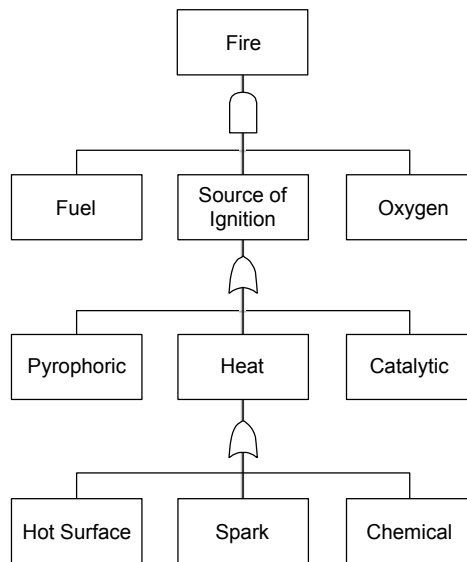 Fire
Fuel
Source of
Ignition
Oxygen
Pyrophoric
Heat
Catalytic
Hot Surface
Spark
Chemical